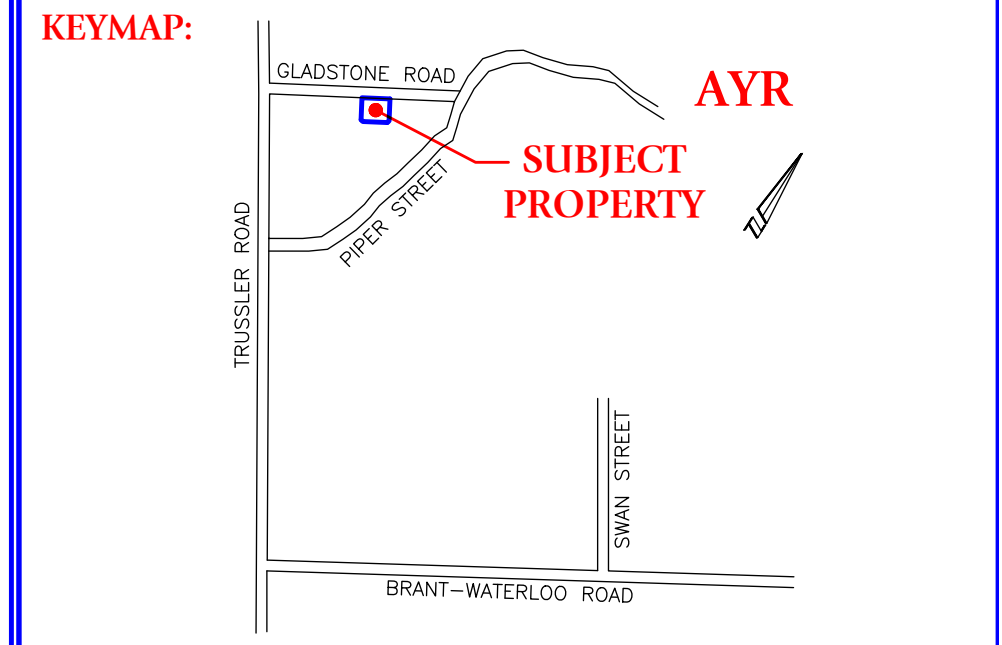 KEYMAP:
GLADSTONE ROAD
AYR
SUBJECT
PROPERTY
PIPER STREET
TRUSSLER ROAD
SWAN STREET
BRANT-WATERLOO ROAD